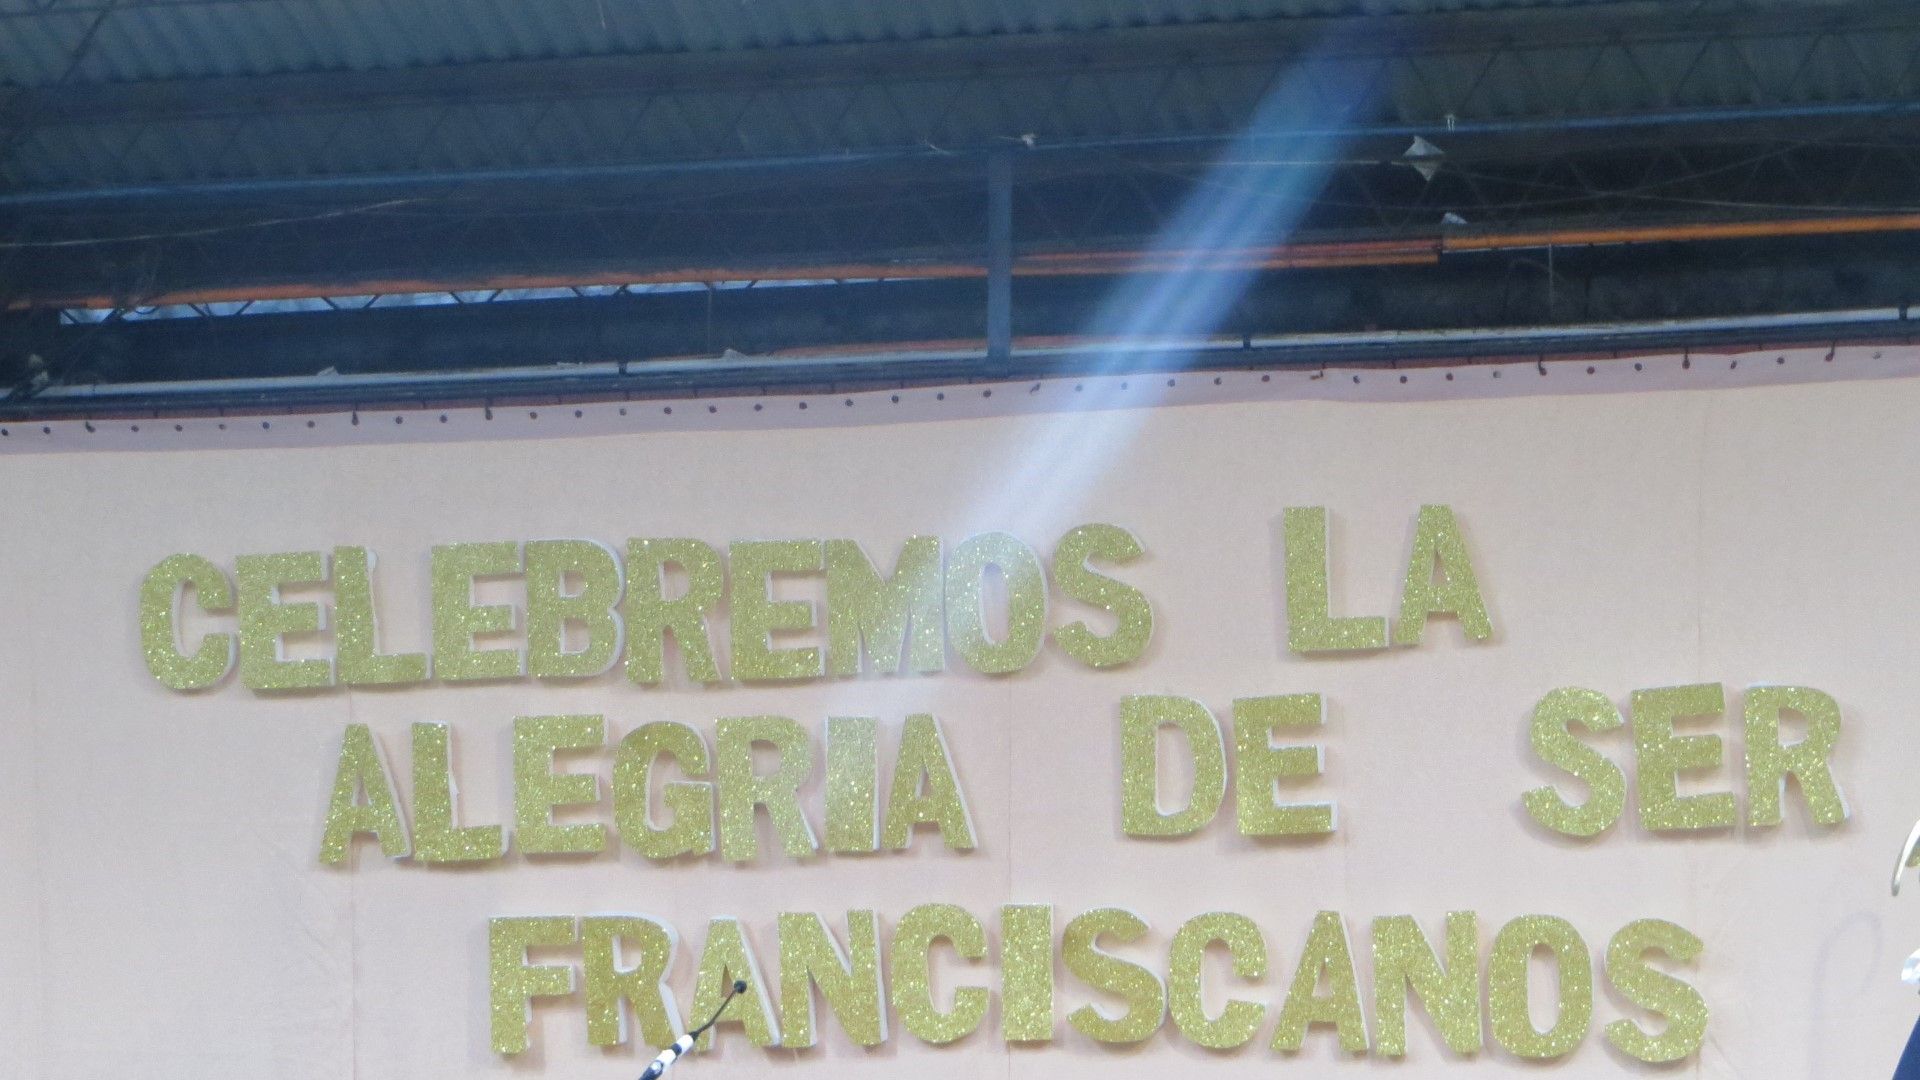 CELEBREMOS LA
ALEGRIA DE SER
FRANCISCANOS